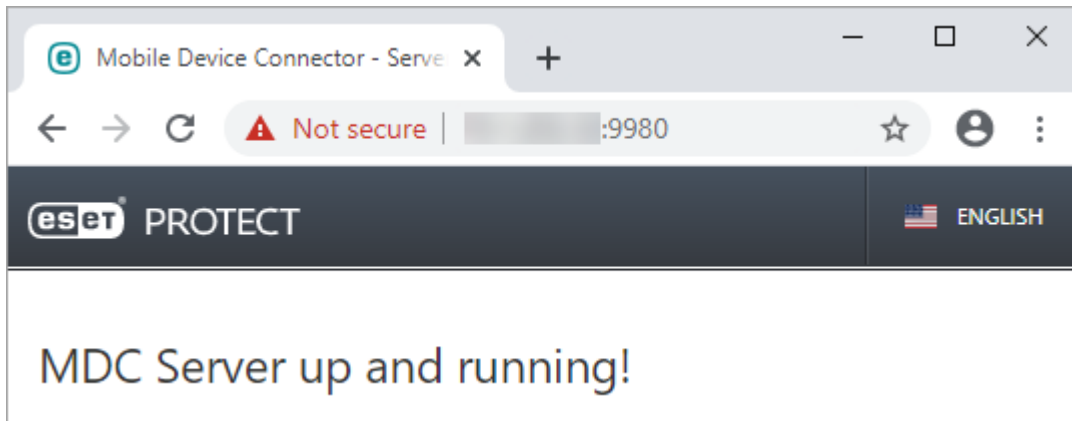 Mobile Device Connector - Serve
Not secure | :9980
eset PROTECT
ENGLISH
MDC Server up and running!